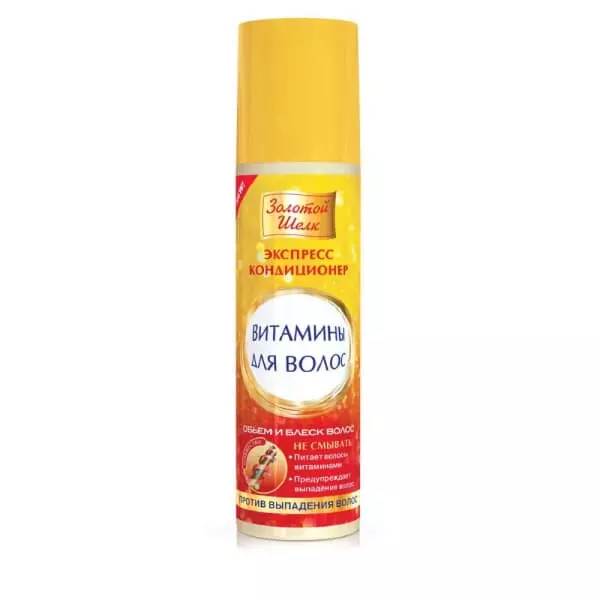 Золотой
Шелк
ЭКСПРЕСС
КОНДИЦИОНЕР
ВИТАМИНЫ
ДЛЯ ВОЛОС
ОБЪЕМ И БЛЕСК ВОЛОС
НЕ СМЫВАТЬ
• Питает волосы
витаминами
• Предупреждает
выпадение волос
ПРОТИВ ВЫПАДЕНИЯ ВОЛОС